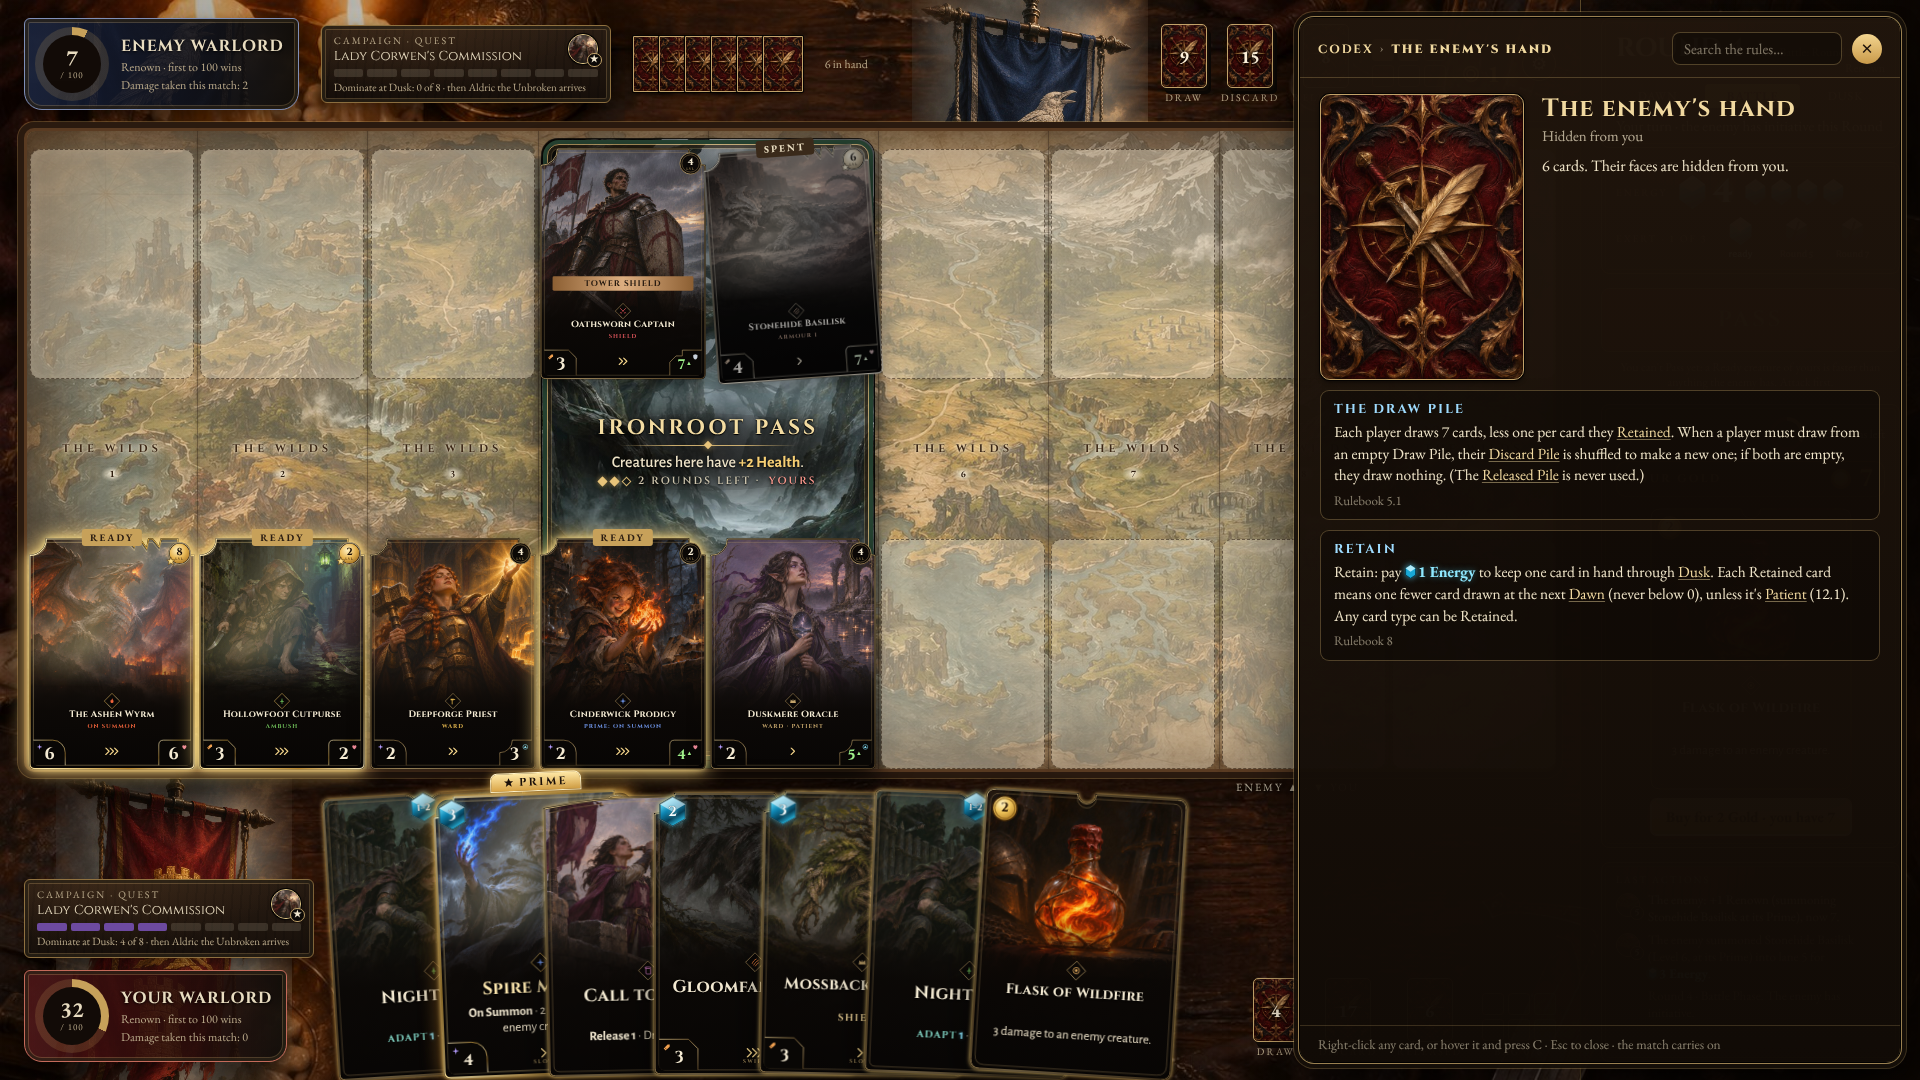 7
/ 100
ENEMY WARLORD
Renown · first to 100 wins
Damage taken this match: 2
CAMPAIGN · QUEST
LADY CORWEN'S COMMISSION
Dominate at Dusk: 0 of 8 · then Aldric the Unbroken arrives
6 in hand
9
DRAW
15
DISCARD
CODEX › THE ENEMY'S HAND
Search the rules...
✕
THE ENEMY'S HAND
Hidden from you
6 cards. Their faces are hidden from you.
THE DRAW PILE
Each player draws 7 cards, less one per card they Retained. When a player must draw from
an empty Draw Pile, their Discard Pile is shuffled to make a new one; if both are empty,
they draw nothing. (The Released Pile is never used.)
Rulebook 5.1
RETAIN
Retain: pay 1 Energy to keep one card in hand through Dusk. Each Retained card
means one fewer card drawn at the next Dawn (never below 0), unless it's Patient (12.1).
Any card type can be Retained.
Rulebook 8
Right-click any card, or hover it and press C · Esc to close · the match carries on
4
TOWER SHIELD
OATHSWORN CAPTAIN
SHIELD
3
7
SPENT
6
STONEHIDE BASILISK
ARMOUR 1
4
7
THE WILDS
1
THE WILDS
2
THE WILDS
3
IRONROOT PASS
Creatures here have +2 Health.
2 ROUNDS LEFT · YOURS
THE WILDS
6
THE WILDS
7
THE
READY
8
THE ASHEN WYRM
ON SUMMON
6
6
READY
2
HOLLOWFOOT CUTPURSE
AMBUSH
3
2
4
DEEPFORGE PRIEST
WARD
2
3
READY
2
CINDERWICK PRODIGY
PRIME: ON SUMMON
2
4
4
DUSKMERE ORACLE
WARD · PATIENT
2
5
ENEMY
CAMPAIGN · QUEST
LADY CORWEN'S COMMISSION
Dominate at Dusk: 4 of 8 · then Aldric the Unbroken arrives
32
/ 100
YOUR WARLORD
Renown · first to 100 wins
Damage taken this match: 0
★ PRIME
1-2
NIGHT
ADAPT 1
3
SPIRE M
On Summon · 2
enemy cr
4
CALL TO
Release 1 · Dr
2
GLOOMFA
3
3
MOSSBACK
SHIE
3
1-2
NIGHT
ADAPT 1
2
FLASK OF WILDFIRE
3 damage to an enemy creature.
4
DRAW